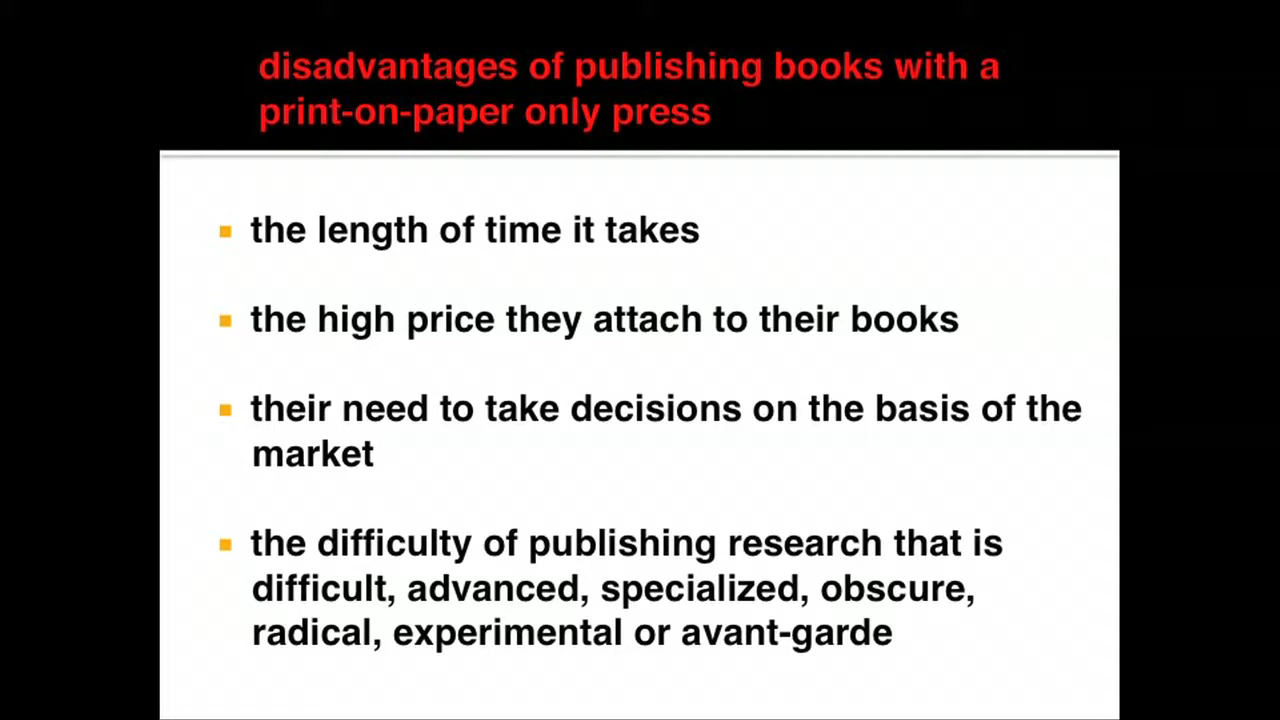 disadvantages of publishing books with a
print-on-paper only press
the length of time it takes
the high price they attach to their books
their need to take decisions on the basis of the
market
the difficulty of publishing research that is
difficult, advanced, specialized, obscure,
radical, experimental or avant-garde